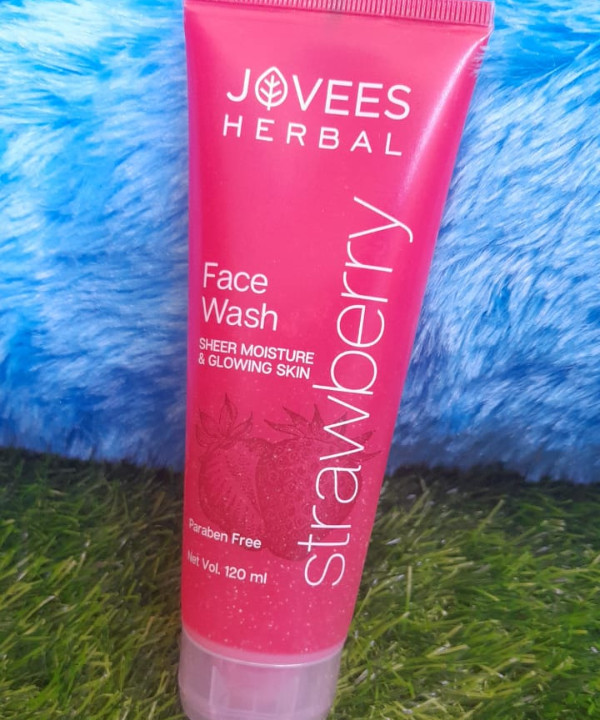 JOVEES
HERBAL
Face
Wash
SHEER MOISTURE
& GLOWING SKIN
strawberry
Paraben Free
Net Vol. 120 ml